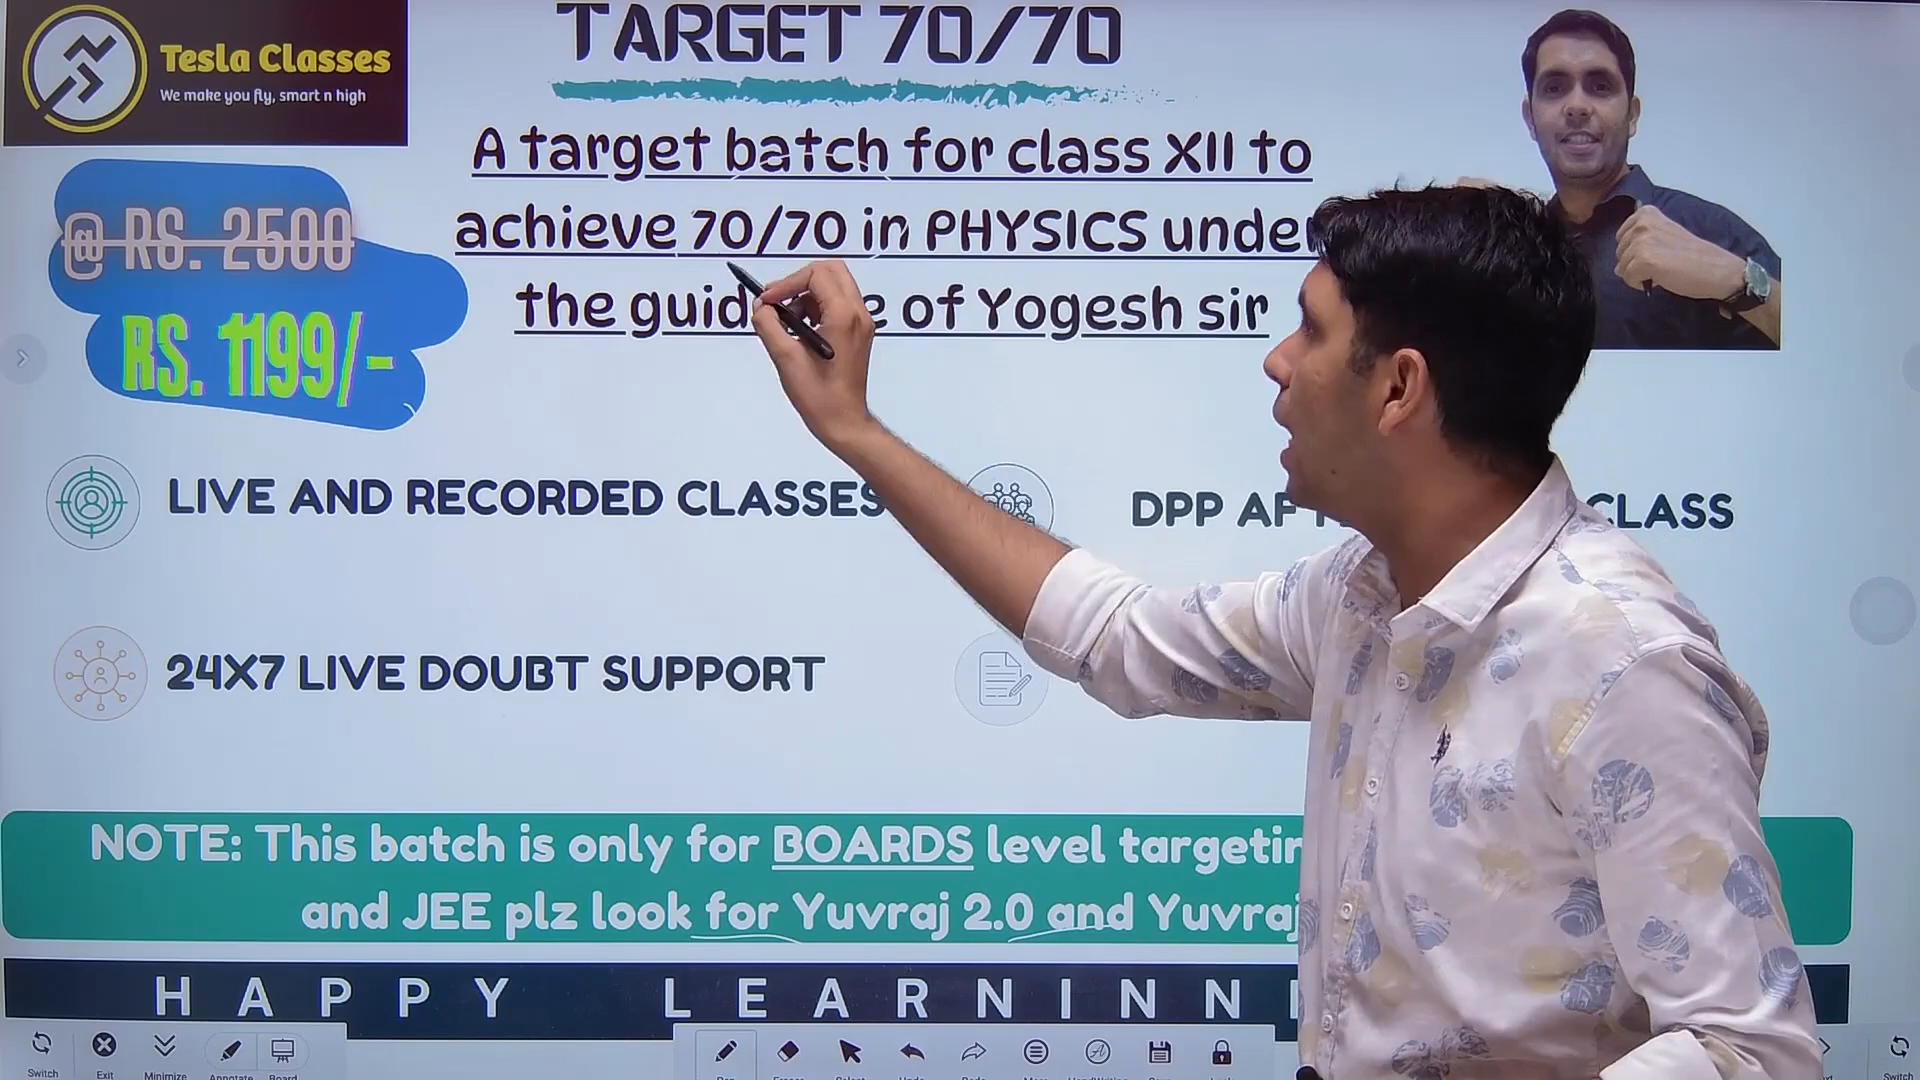 Tesla Classes
We make you fly, smart n high
TARGET 70/70
A target batch for class XII to
achieve 70/70 in PHYSICS under
the of Yogesh sir
@ RS. 2500
RS. 1199/-
LIVE AND RECORDED CLASSES
DPP CLASS
24X7 LIVE DOUBT SUPPORT
NOTE: This batch is only for BOARDS level
and JEE plz look for Yuvraj 2.0 and Yuvraj
HAPPY
Switch
Exit
Minimize
Annotate
Board
Switch